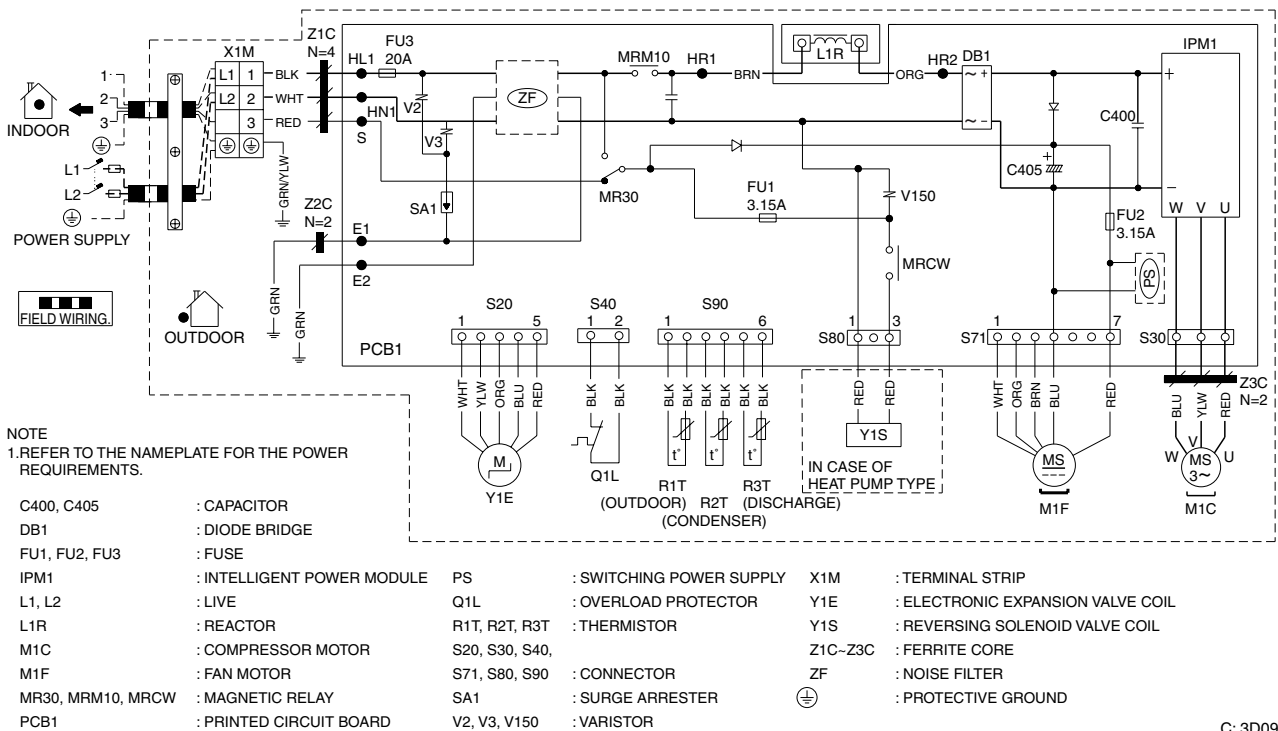 Z1C
N=4
X1M
L1 1 BLK
L2 2 WHT
3 RED
GRN/YLW
1
2
3
INDOOR
L1
L2
POWER SUPPLY
FIELD WIRING.
OUTDOOR
Z2C
N=2
GRN
GRN
HL1
FU3
20A
HN1
S
E1
E2
V2
V3
SA1
ZF
MRM10
HR1
BRN
L1R
ORG
HR2
DB1
~ +
~ −
IPM1
+
−
C400
+
C405
W V U
MR30
FU1
3.15A
V150
MRCW
FU2
3.15A
PS
PCB1
S20
1 5
WHT
YLW
ORG
BLU
RED
M
Y1E
S40
1 2
BLK
BLK
Q1L
S90
1 6
BLK
BLK
BLK
BLK
BLK
BLK
t°
t°
t°
R1T
(OUTDOOR)
R2T
(CONDENSER)
R3T
(DISCHARGE)
S80
1 3
RED
RED
Y1S
IN CASE OF
HEAT PUMP TYPE
S71
1 7
WHT
ORG
BRN
BLU
RED
MS
M1F
S30
Z3C
N=2
BLU
YLW
RED
W V U
MS
3~
M1C
NOTE
1.REFER TO THE NAMEPLATE FOR THE POWER
REQUIREMENTS.
C400, C405 : CAPACITOR
DB1 : DIODE BRIDGE
FU1, FU2, FU3 : FUSE
IPM1 : INTELLIGENT POWER MODULE
L1, L2 : LIVE
L1R : REACTOR
M1C : COMPRESSOR MOTOR
M1F : FAN MOTOR
MR30, MRM10, MRCW : MAGNETIC RELAY
PCB1 : PRINTED CIRCUIT BOARD
PS : SWITCHING POWER SUPPLY
Q1L : OVERLOAD PROTECTOR
R1T, R2T, R3T : THERMISTOR
S20, S30, S40,
S71, S80, S90 : CONNECTOR
SA1 : SURGE ARRESTER
V2, V3, V150 : VARISTOR
X1M : TERMINAL STRIP
Y1E : ELECTRONIC EXPANSION VALVE COIL
Y1S : REVERSING SOLENOID VALVE COIL
Z1C~Z3C : FERRITE CORE
ZF : NOISE FILTER
: PROTECTIVE GROUND
C: 3D09